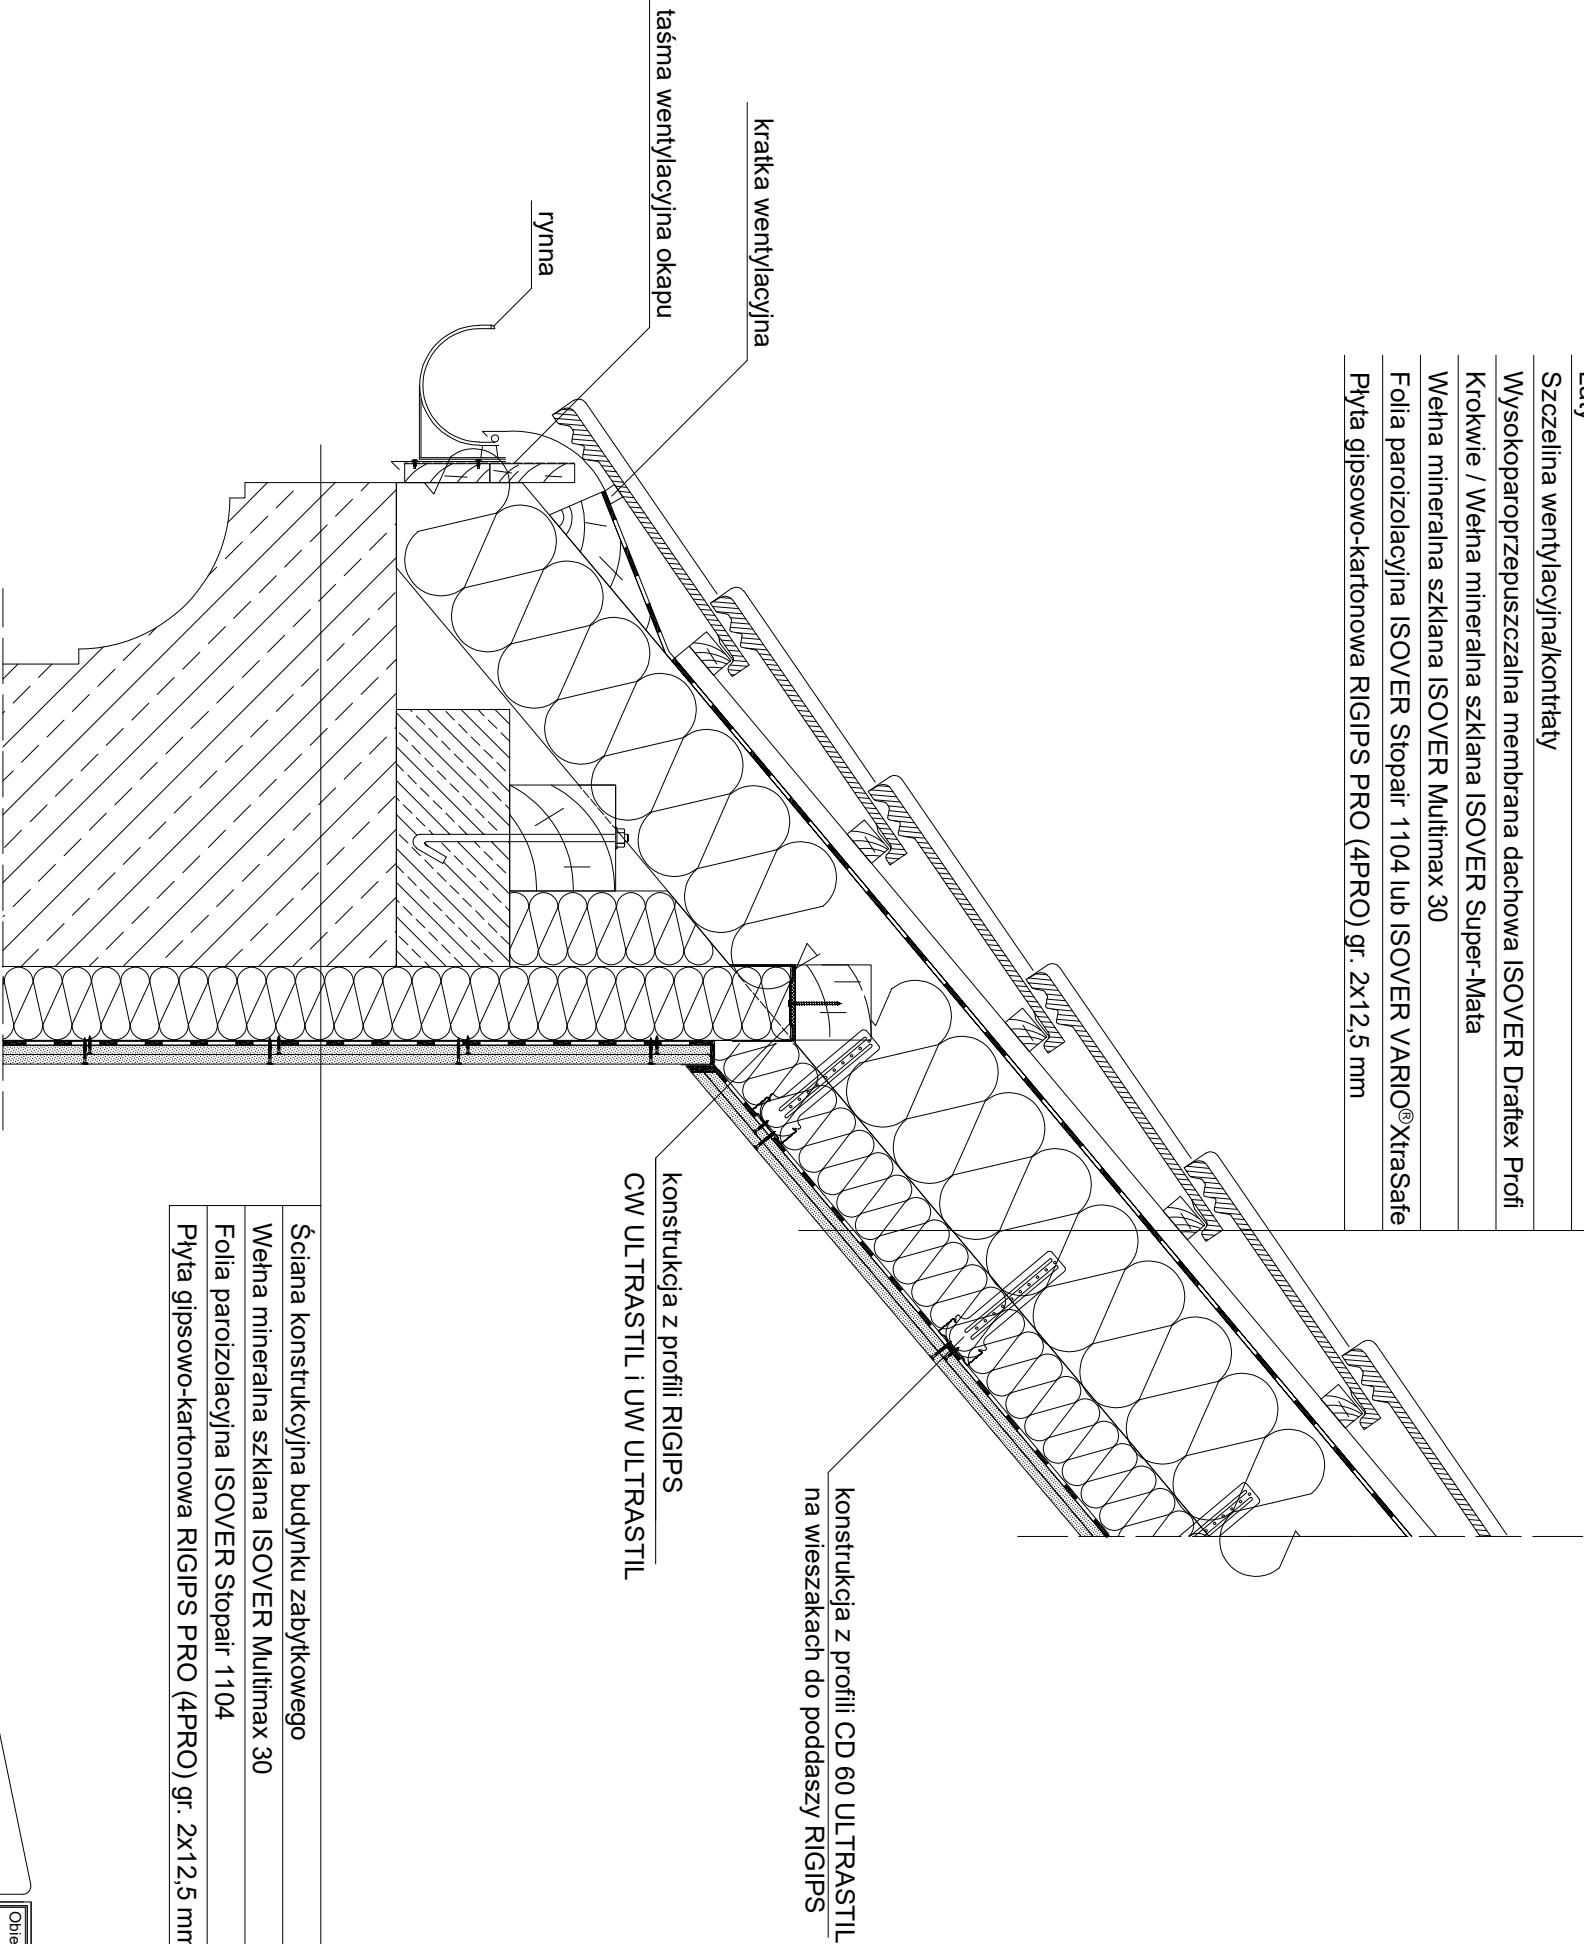 Łaty
Szczelina wentylacyjna/kontrłaty
Wysokoparoprzepuszczalna membrana dachowa ISOVER Draftex Profi
Krokwie / Wełna mineralna szklana ISOVER Super-Mata
Wełna mineralna szklana ISOVER Multimax 30
Folia paroizolacyjna ISOVER Stopair 1104 lub ISOVER VARIO® XtraSafe
Płyta gipsowo-kartonowa RIGIPS PRO (4PRO) gr. 2x12,5 mm
kratka wentylacyjna
taśma wentylacyjna okapu
rynna
konstrukcja z profili CD 60 ULTRASTIL
na wieszakach do poddaszy RIGIPS
konstrukcja z profili RIGIPS
CW ULTRASTIL i UW ULTRASTIL
Ściana konstrukcyjna budynku zabytkowego
Wełna mineralna szklana ISOVER Multimax 30
Folia paroizolacyjna ISOVER Stopair 1104
Płyta gipsowo-kartonowa RIGIPS PRO (4PRO) gr. 2x12,5 mm
Obie